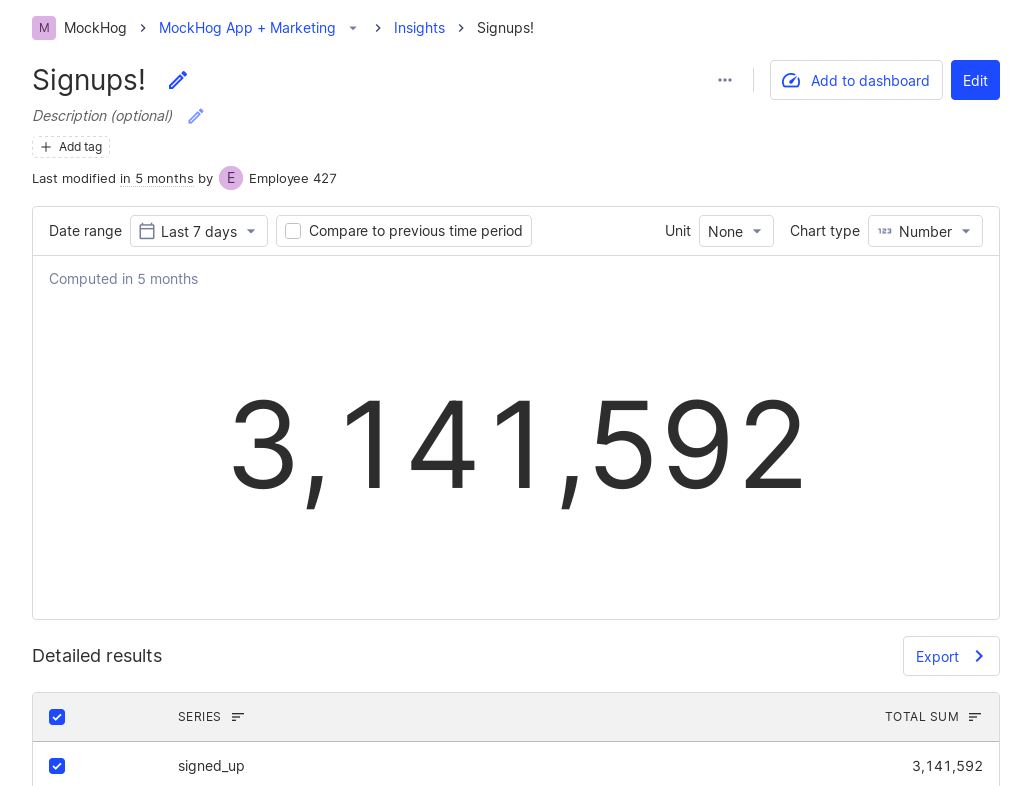 M MockHog MockHog App + Marketing Insights Signups!
Signups!
Add to dashboard Edit
Description (optional)
Add tag
Last modified in 5 months by E Employee 427
Date range Last 7 days Compare to previous time period Unit None Chart type 123 Number
Computed in 5 months
3,141,592
Detailed results
Export
SERIES TOTAL SUM
signed_up 3,141,592